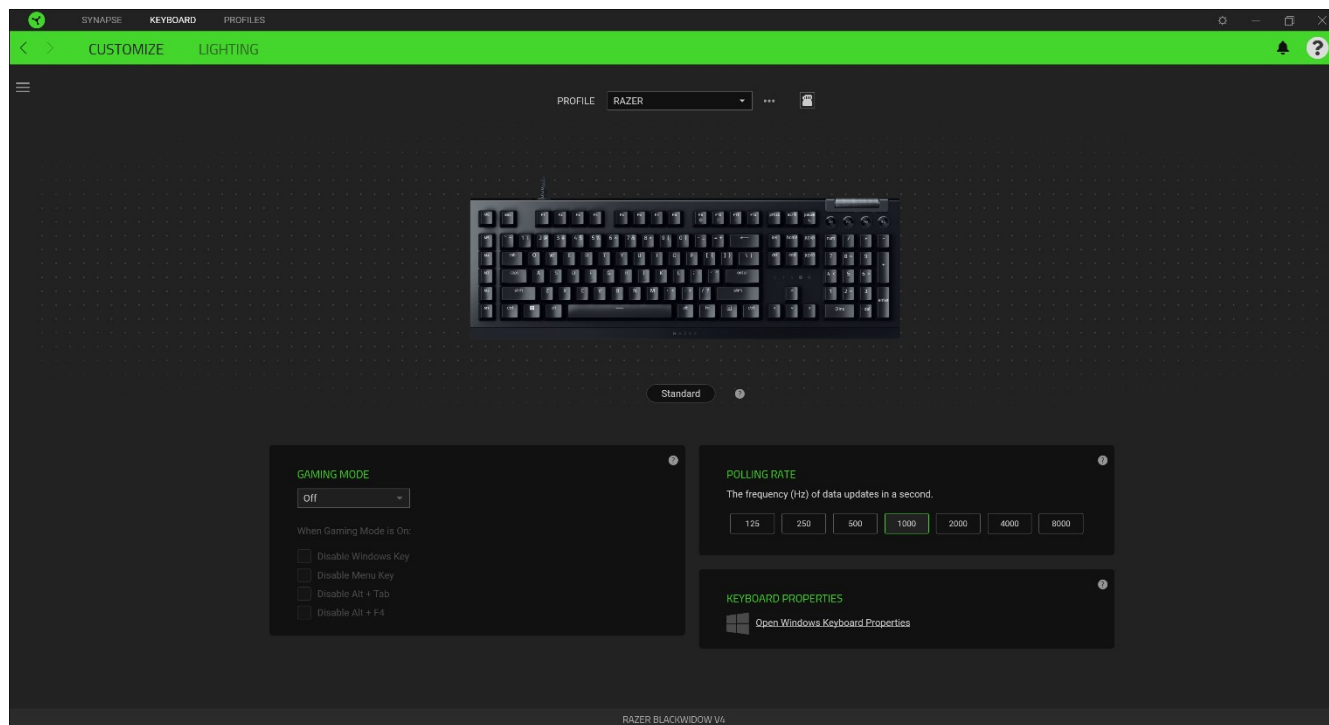 SYNAPSE KEYBOARD PROFILES
CUSTOMIZE LIGHTING
PROFILE RAZER
Standard
GAMING MODE
Off
When Gaming Mode is On:
Disable Windows Key
Disable Menu Key
Disable Alt + Tab
Disable Alt + F4
POLLING RATE
The frequency (Hz) of data updates in a second.
125 250 500 1000 2000 4000 8000
KEYBOARD PROPERTIES
Open Windows Keyboard Properties
RAZER BLACKWIDOW V4